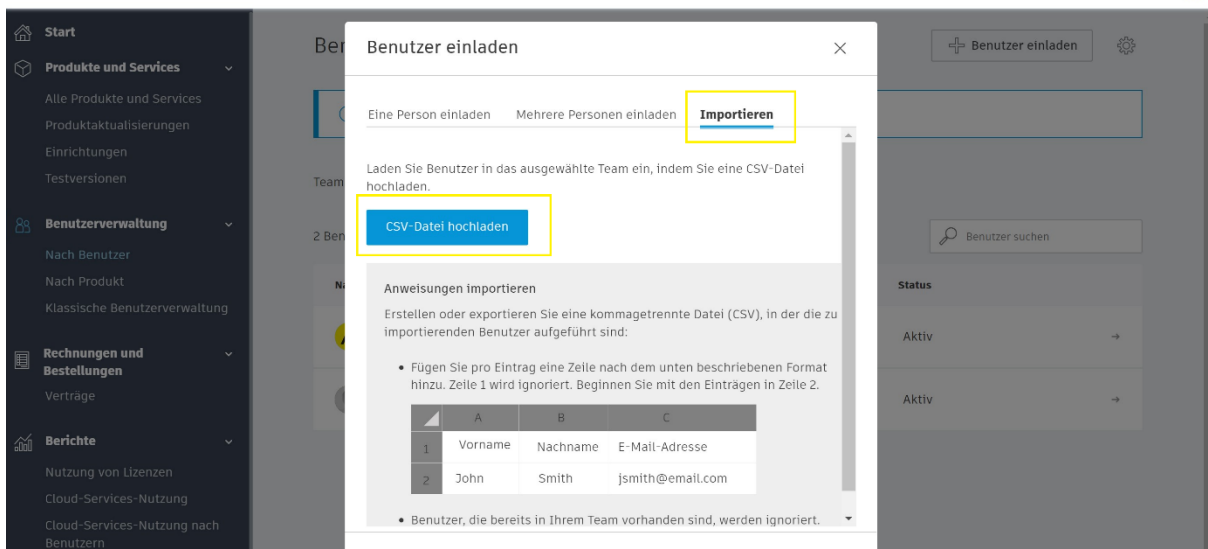 Start
Produkte und Services
Alle Produkte und Services
Produktaktualisierungen
Einrichtungen
Testversionen
Benutzerverwaltung
Nach Benutzer
Nach Produkt
Klassische Benutzerverwaltung
Rechnungen und
Bestellungen
Verträge
Berichte
Nutzung von Lizenzen
Cloud-Services-Nutzung
Cloud-Services-Nutzung nach
Benutzern
Ber
Team
2 Ben
Benutzer einladen
Eine Person einladen Mehrere Personen einladen Importieren
Laden Sie Benutzer in das ausgewählte Team ein, indem Sie eine CSV-Datei
hochladen.
CSV-Datei hochladen
Anweisungen importieren
Erstellen oder exportieren Sie eine kommagetrennte Datei (CSV), in der die zu
importierenden Benutzer aufgeführt sind:
• Fügen Sie pro Eintrag eine Zeile nach dem unten beschriebenen Format
hinzu. Zeile 1 wird ignoriert. Beginnen Sie mit den Einträgen in Zeile 2.
A B C
1 Vorname Nachname E-Mail-Adresse
2 John Smith jsmith@email.com
• Benutzer, die bereits in Ihrem Team vorhanden sind, werden ignoriert.
Benutzer einladen
Benutzer suchen
Status
Aktiv
Aktiv